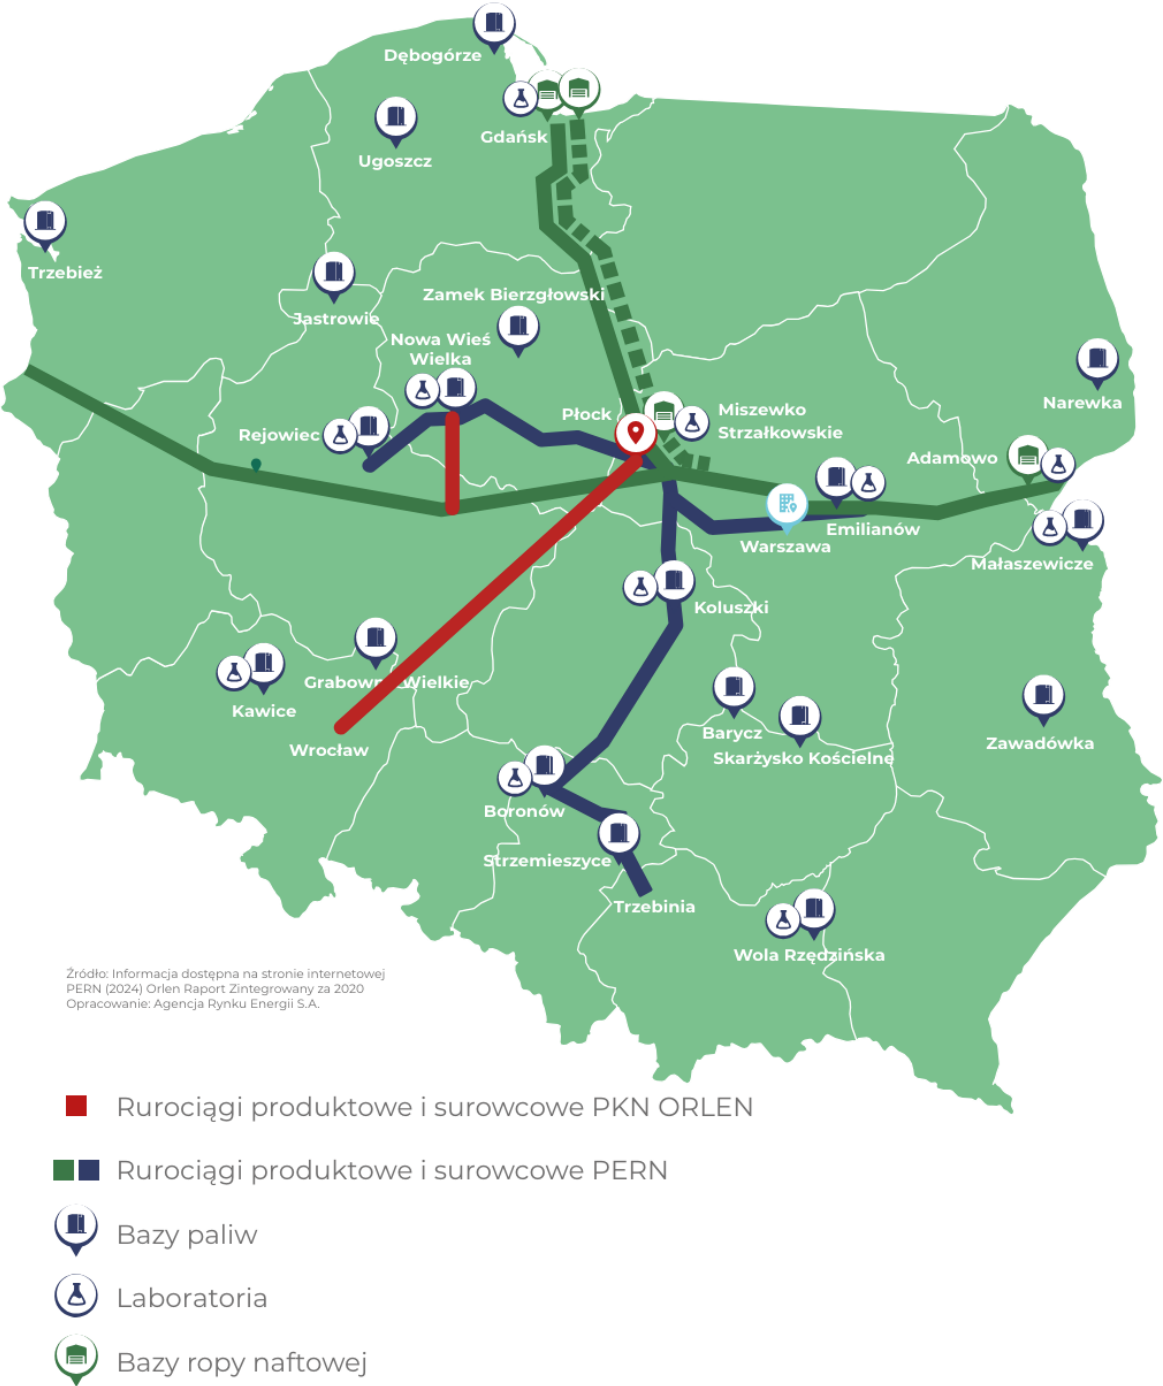 Dębogórze
Gdańsk
Ugoszcz
Trzebież
Jastrowie
Zamek Bierzgłowski
Nowa Wieś
Wielka
Płock
Miszewko
Strzałkowskie
Narewka
Rejowiec
Adamowo
Emilianów
Warszawa
Małaszewicze
Koluszki
Grabowno Wielkie
Kawice
Wrocław
Barycz
Skarżysko Kościelne
Zawadówka
Boronów
Strzemieszyce
Trzebinia
Wola Rzędzińska
Źródło: Informacja dostępna na stronie internetowej
PERN (2024) Orlen Raport Zintegrowany za 2020
Opracowanie: Agencja Rynku Energii S.A.
Rurociągi produktowe i surowcowe PKN ORLEN
Rurociągi produktowe i surowcowe PERN
Bazy paliw
Laboratoria
Bazy ropy naftowej